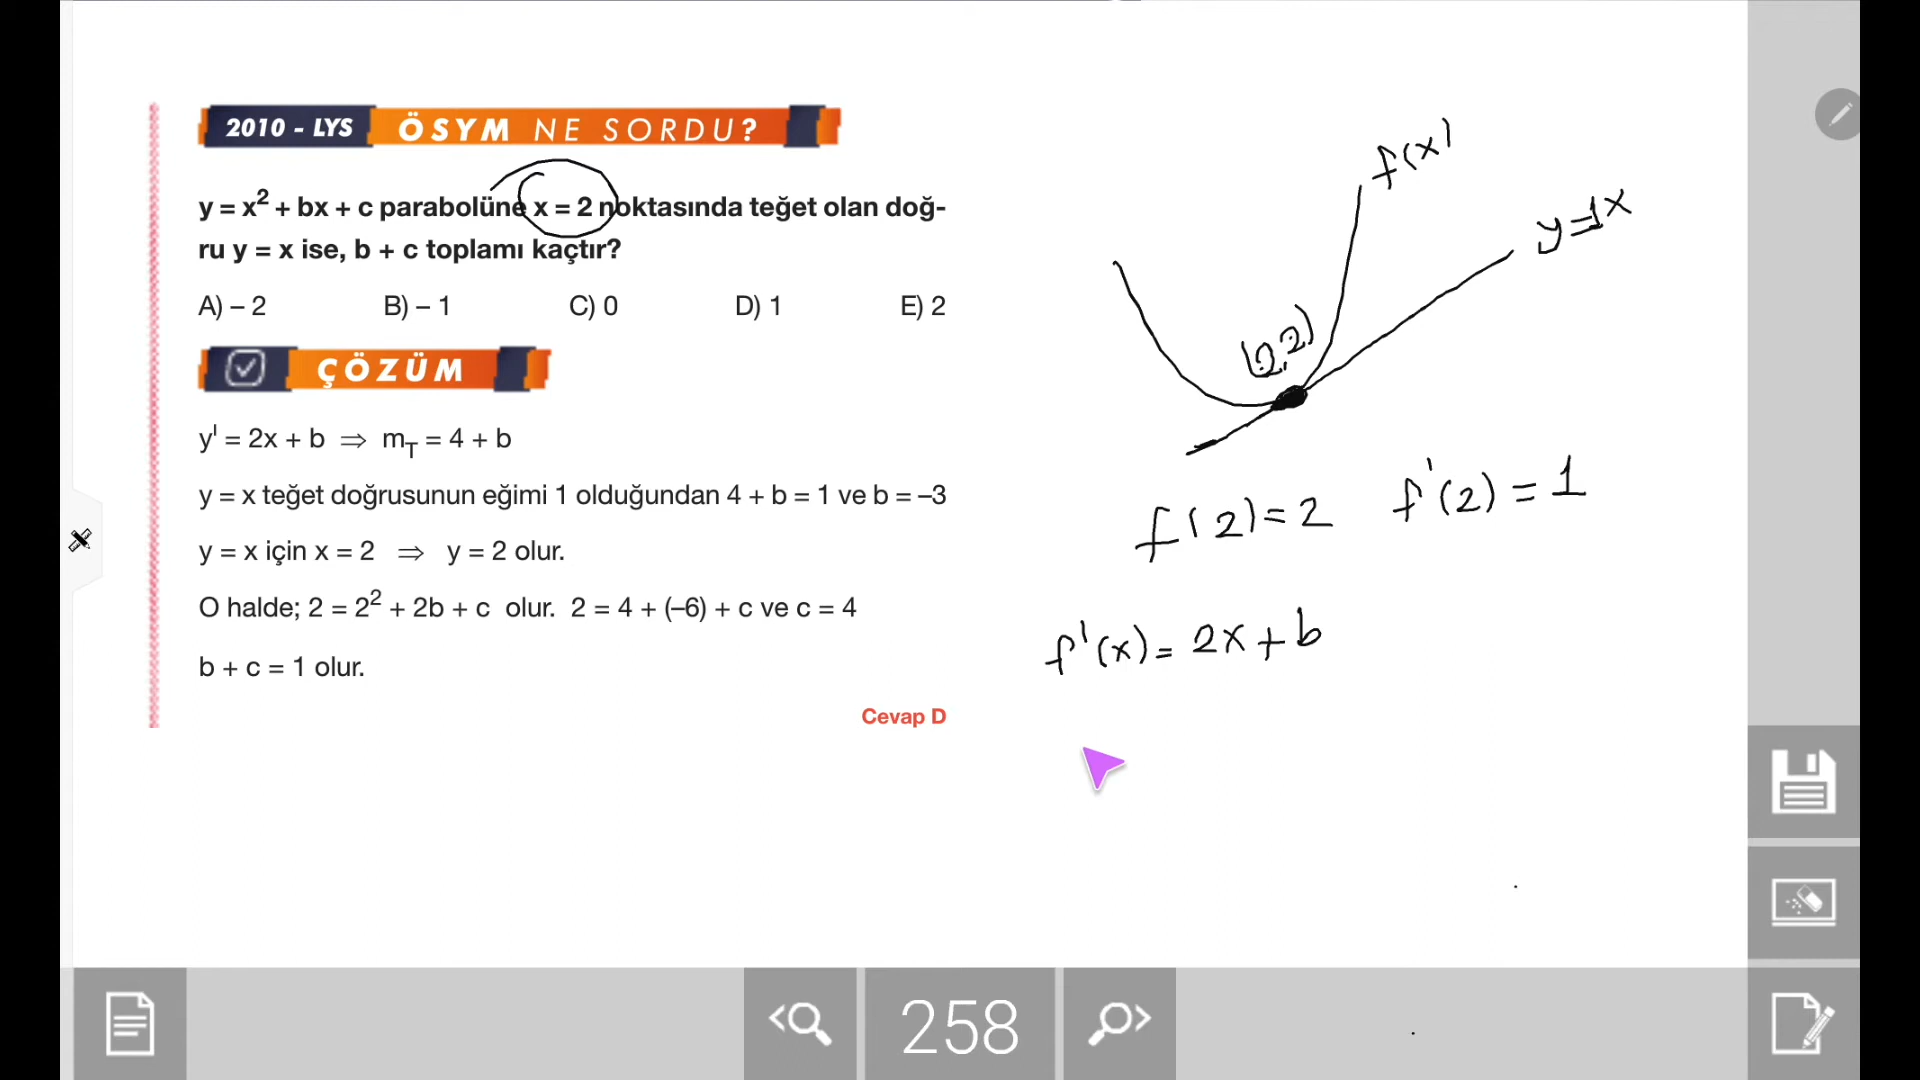 2010 - LYS ÖSYM NE SORDU?
y = x² + bx + c parabolüne x = 2 noktasında teğet olan doğ-
ru y = x ise, b + c toplamı kaçtır?
A) – 2 B) – 1 C) 0 D) 1 E) 2
ÇÖZÜM
yᴵ = 2x + b ⇒ m_T = 4 + b
y = x teğet doğrusunun eğimi 1 olduğundan 4 + b = 1 ve b = –3
y = x için x = 2 ⇒ y = 2 olur.
O halde; 2 = 2² + 2b + c olur. 2 = 4 + (–6) + c ve c = 4
b + c = 1 olur.
Cevap D
f(x)
y=1x
(2,2)
f(2)=2 f'(2)=1
f'(x)=2x+b
258